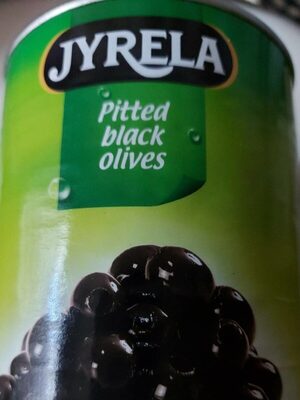 JYRELA
Pitted
black
olives